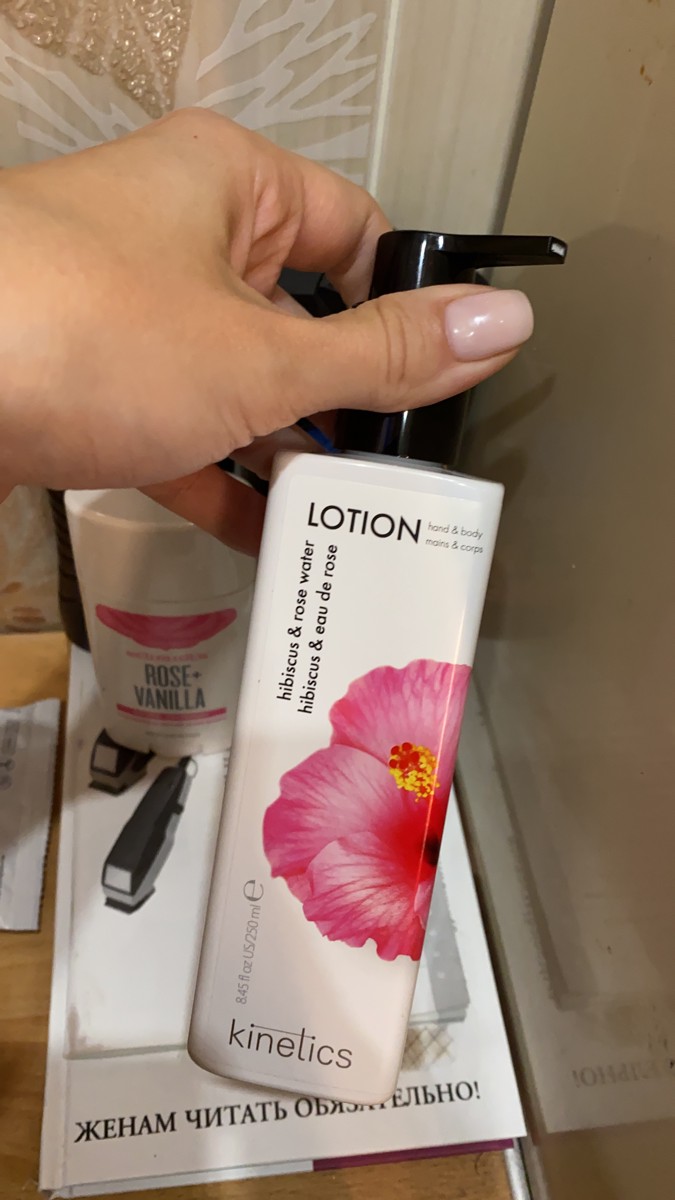 LOTION
hand & body
mains & corps
hibiscus & rose water
hibiscus & eau de rose
8.45 fl oz US/250 ml ℮
kinetics
ROSE+
VANILLA
ЖЕНАМ ЧИТАТЬ ОБЯЗАТЕЛЬНО!